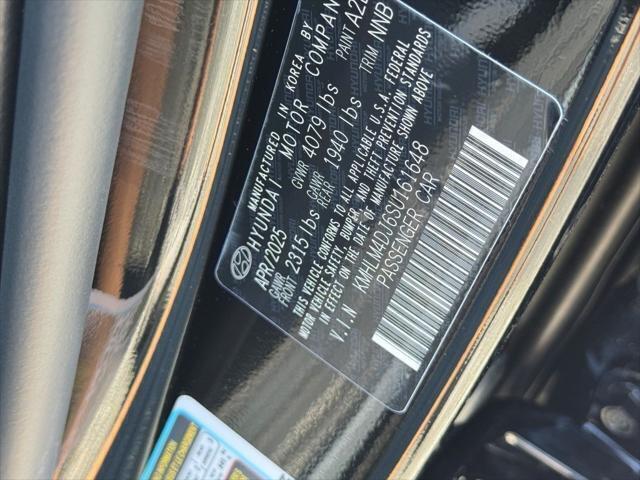 MANUFACTURED IN KOREA BY
HYUNDAI MOTOR COMPAN
APR/2025 GVWR 4079 lbs PAINT A2
GAWR FRONT 2315 lbs GAWR REAR 1940 lbs TRIM NNB
THIS VEHICLE CONFORMS TO ALL APPLICABLE U.S.A. FEDERAL
MOTOR VEHICLE SAFETY, BUMPER AND THEFT PREVENTION STANDARDS
IN EFFECT ON THE DATE OF MANUFACTURE SHOWN ABOVE
V.I.N KMHLM4DJ6SU161648
PASSENGER CAR